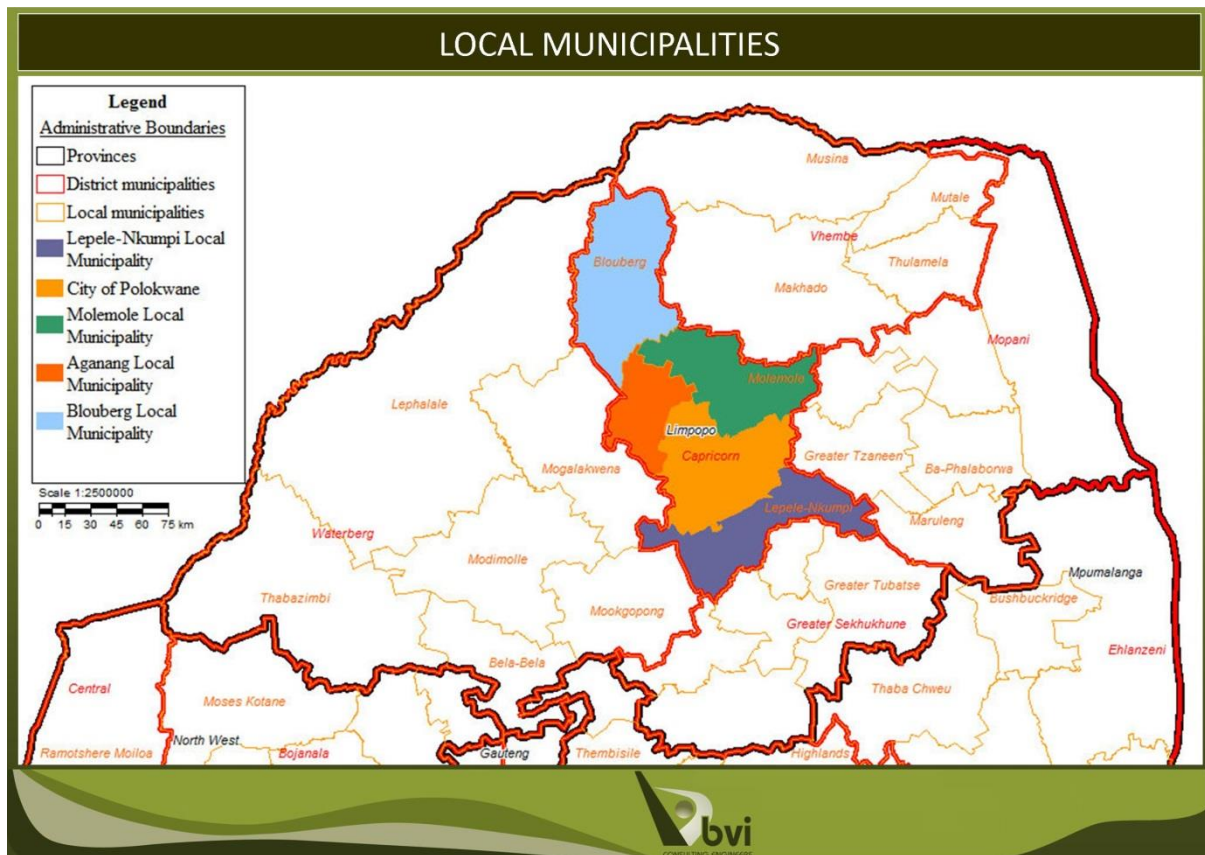 LOCAL MUNICIPALITIES
Legend
Administrative Boundaries
Provinces
District municipalities
Local municipalities
Lepele-Nkumpi Local
Municipality
City of Polokwane
Molemole Local
Municipality
Aganang Local
Municipality
Blouberg Local
Municipality
Scale 1:2500000
0 15 30 45 60 75 km
Musina
Mutale
Vhembe
Blouberg
Thulamela
Makhado
Mopani
Molemole
Lephalale
Limpopo
Capricorn
Greater Tzaneen
Mogalakwena
Ba-Phalaborwa
Lepele-Nkumpi
Maruleng
Waterberg
Modimolle
Mpumalanga
Greater Tubatse
Thabazimbi
Bushbuckridge
Mookgopong
Greater Sekhukhune
Ehlanzeni
Bela-Bela
Central
Moses Kotane
Thaba Chweu
North West
Ramotshere Moiloa
Bojanala
Gauteng
Thembisile
Highlands
bvi
CONSULTING ENGINEERS